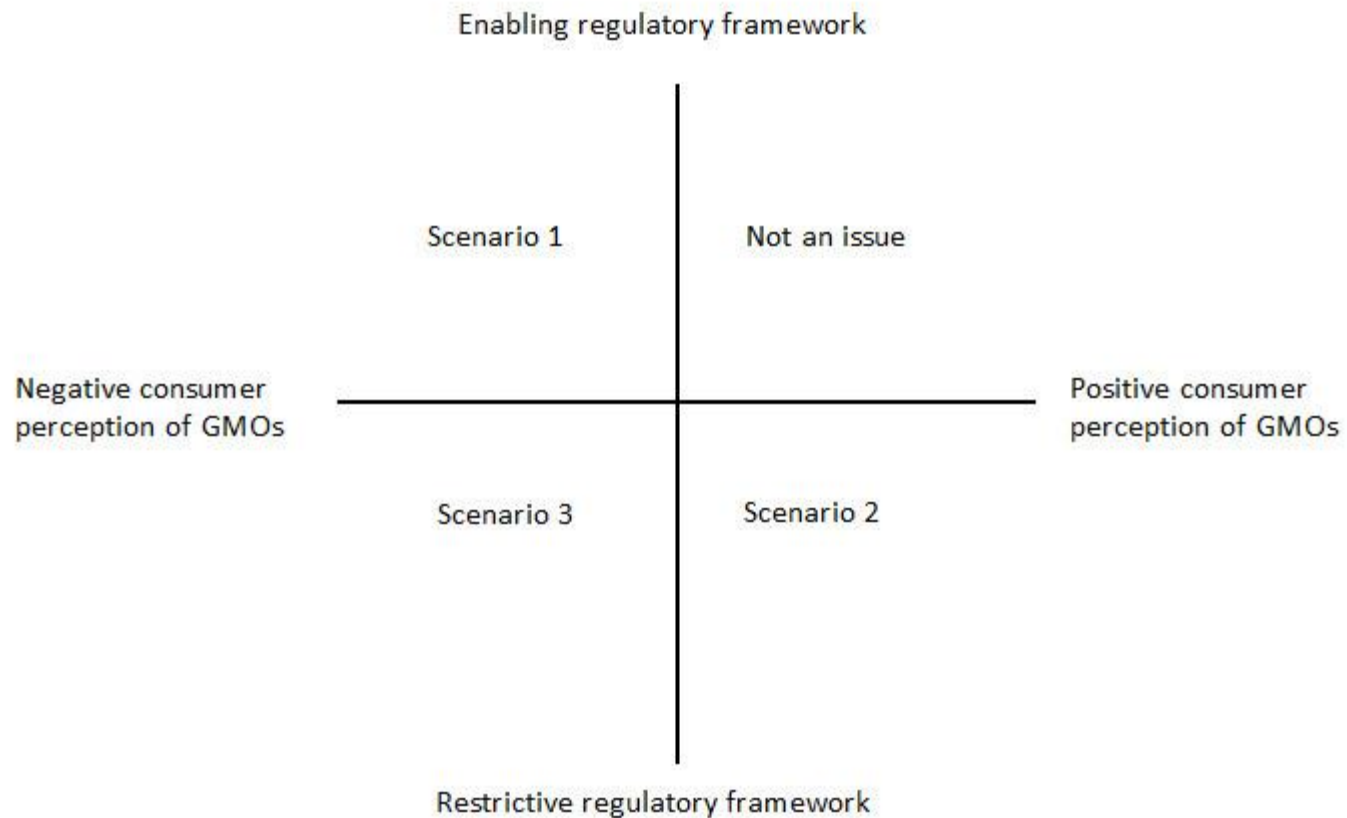 Enabling regulatory framework
Scenario 1
Not an issue
Negative consumer
perception of GMOs
Positive consumer
perception of GMOs
Scenario 3
Scenario 2
Restrictive regulatory framework